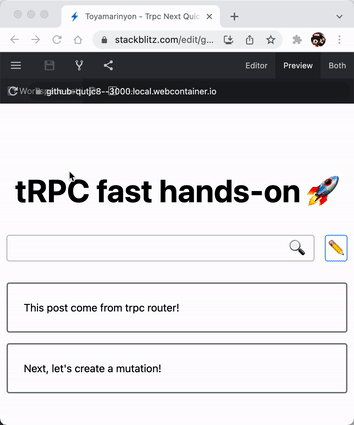 Toyamarinyon - Trpc Next Quic
stackblitz.com/edit/g...
Editor Preview Both
github-qutjc8--3000.local.webcontainer.io
tRPC fast hands-on 🚀
This post come from trpc router!
Next, let's create a mutation!